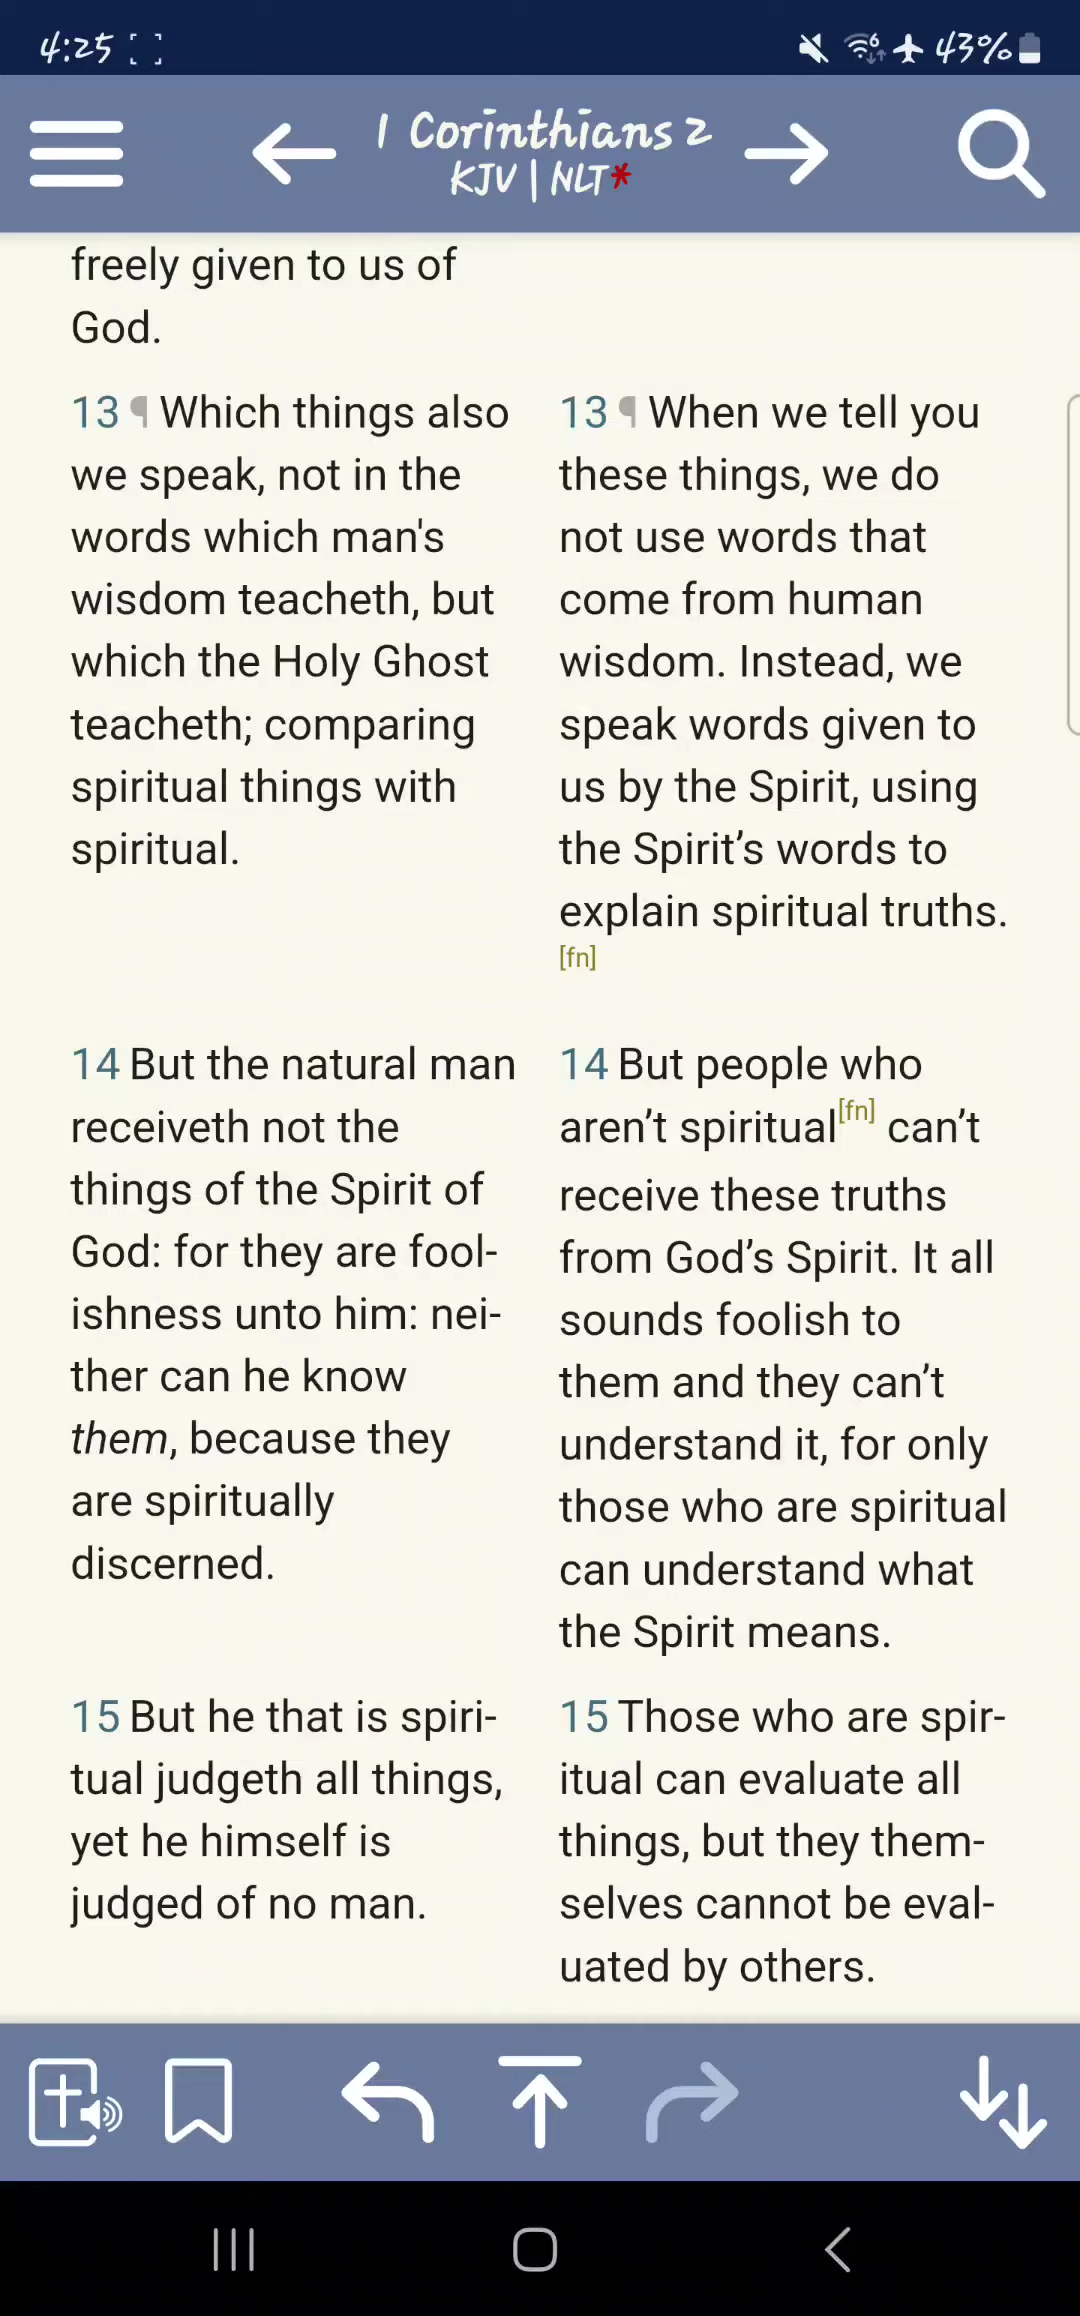 4:25
6 43%
1 Corinthians 2
KJV | NLT*
freely given to us of
God.
13 ¶ Which things also
we speak, not in the
words which man's
wisdom teacheth, but
which the Holy Ghost
teacheth; comparing
spiritual things with
spiritual.
13 ¶ When we tell you
these things, we do
not use words that
come from human
wisdom. Instead, we
speak words given to
us by the Spirit, using
the Spirit’s words to
explain spiritual truths.
[fn]
14 But the natural man
receiveth not the
things of the Spirit of
God: for they are fool-
ishness unto him: nei-
ther can he know
them, because they
are spiritually
discerned.
14 But people who
aren’t spiritual[fn] can’t
receive these truths
from God’s Spirit. It all
sounds foolish to
them and they can’t
understand it, for only
those who are spiritual
can understand what
the Spirit means.
15 But he that is spiri-
tual judgeth all things,
yet he himself is
judged of no man.
15 Those who are spir-
itual can evaluate all
things, but they them-
selves cannot be eval-
uated by others.